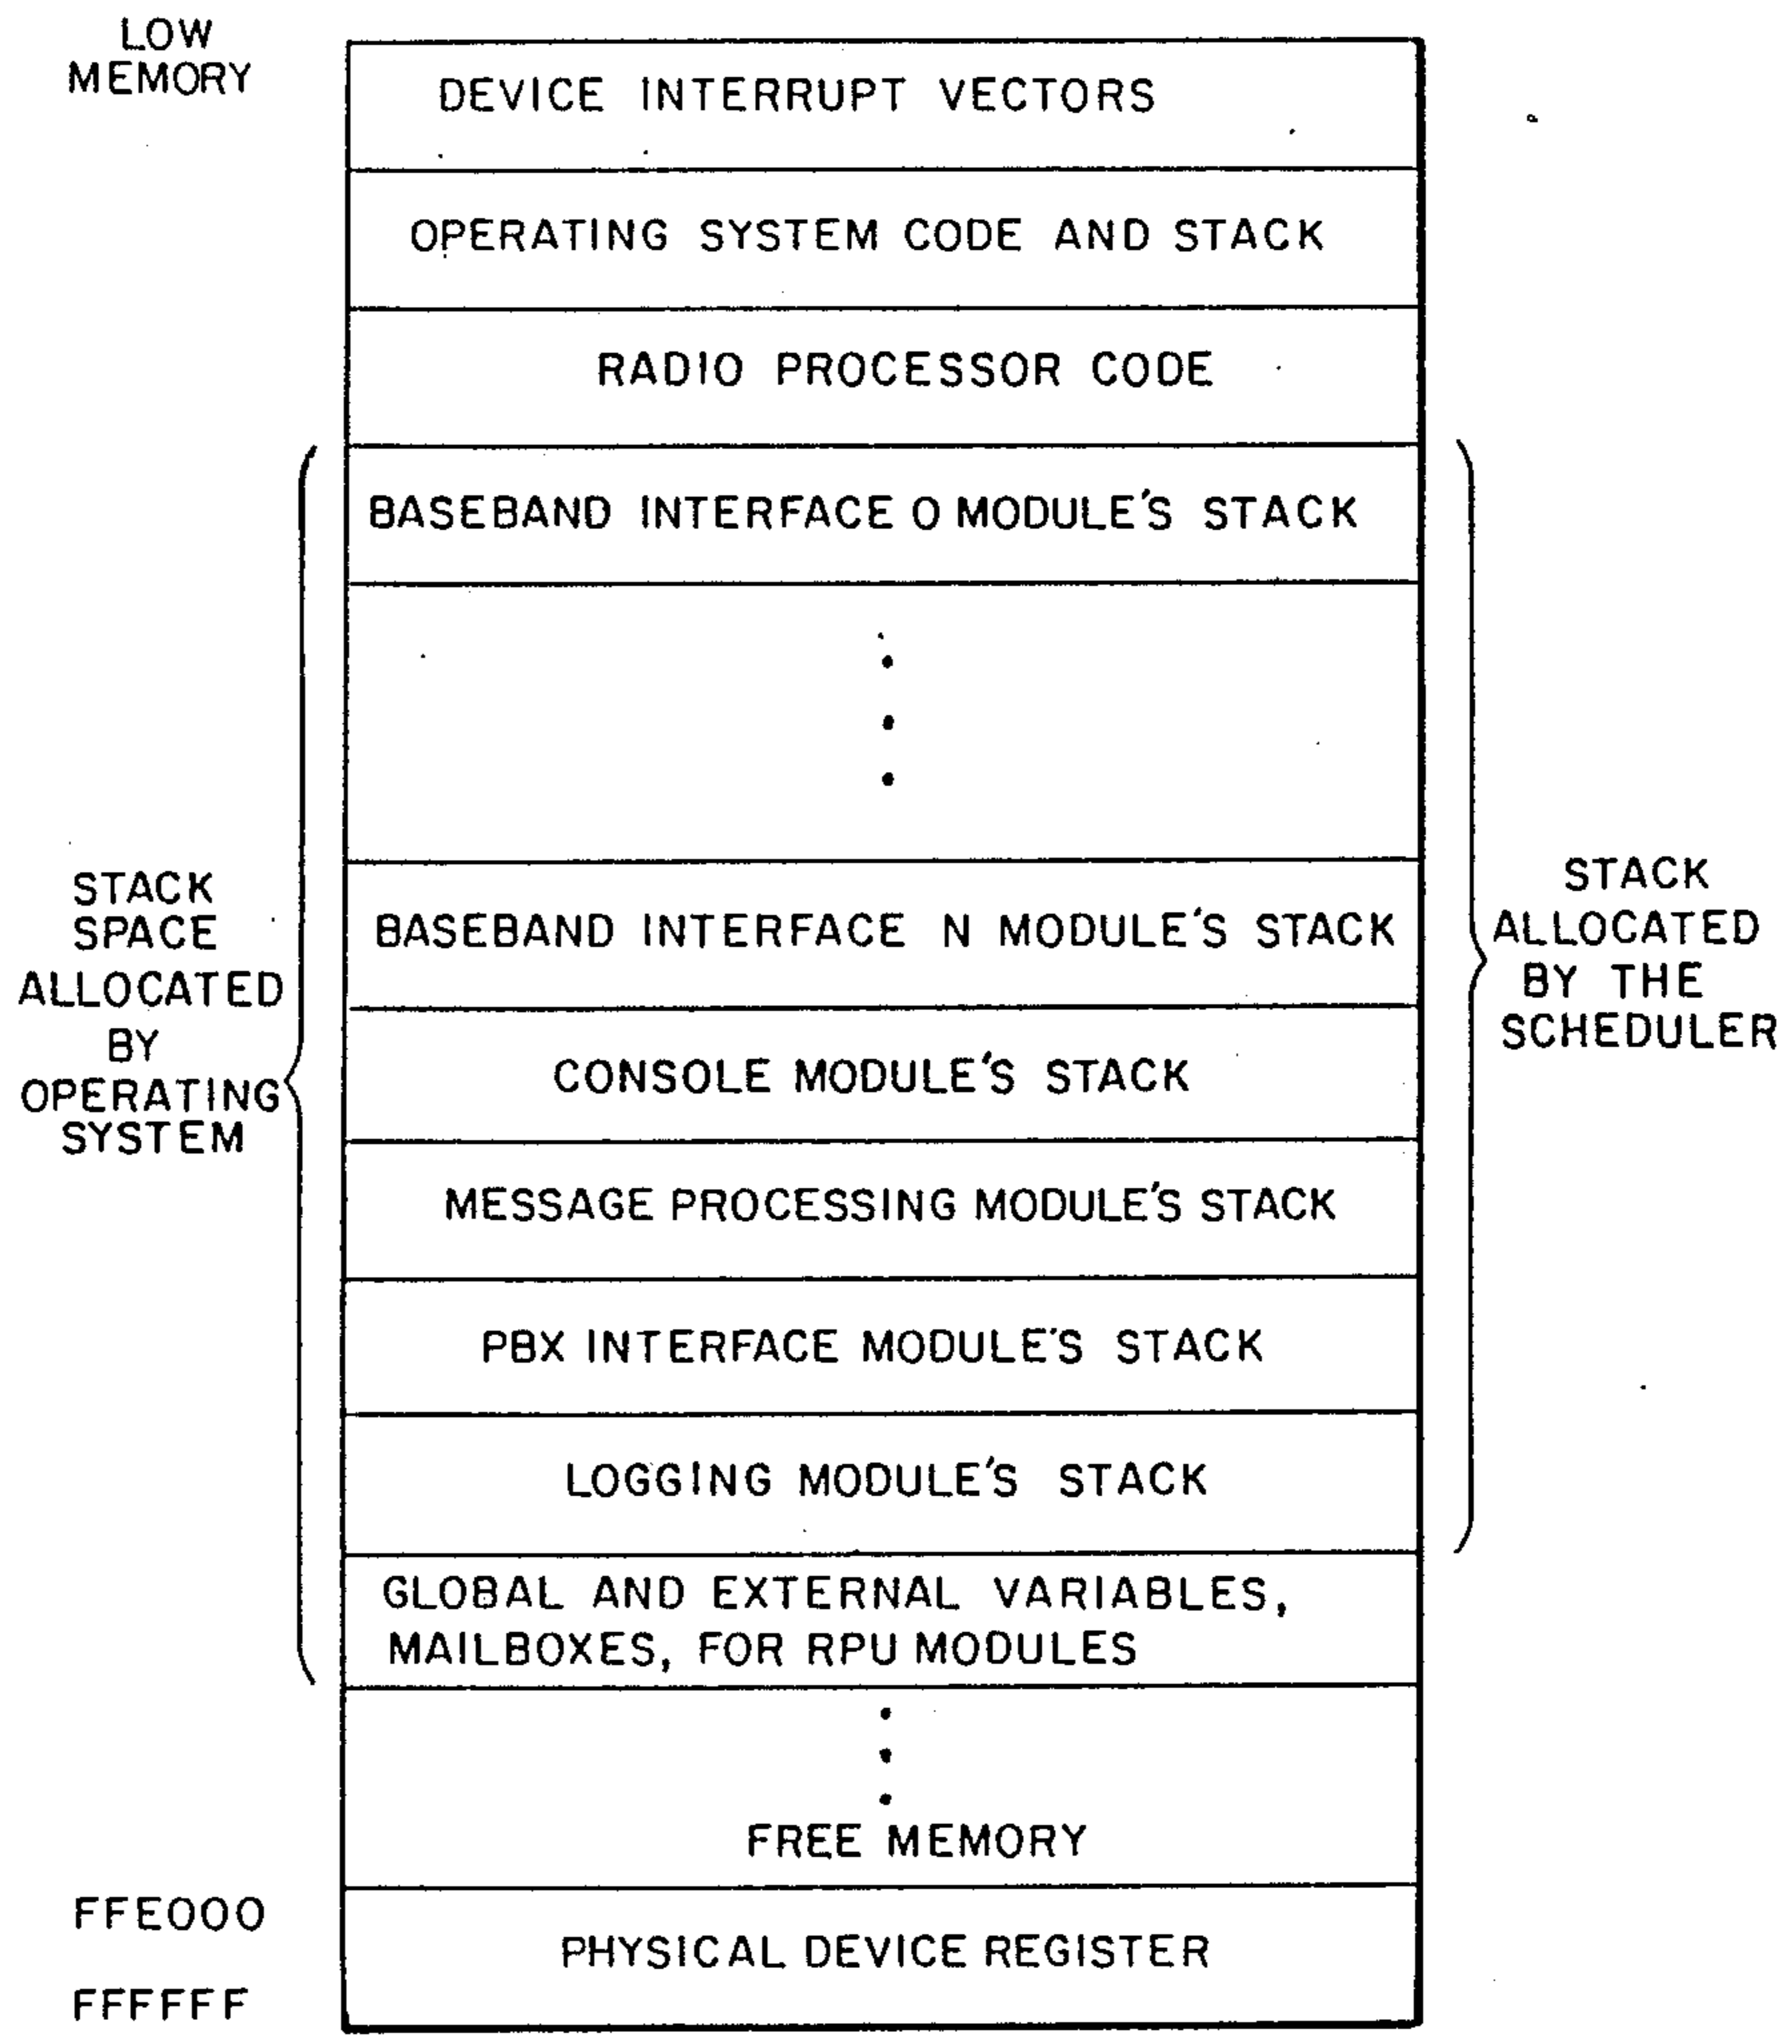 LOW
MEMORY
DEVICE INTERRUPT VECTORS
OPERATING SYSTEM CODE AND STACK
RADIO PROCESSOR CODE
BASEBAND INTERFACE 0 MODULE'S STACK
BASEBAND INTERFACE N MODULE'S STACK
CONSOLE MODULE'S STACK
MESSAGE PROCESSING MODULE'S STACK
PBX INTERFACE MODULE'S STACK
LOGGING MODULE'S STACK
GLOBAL AND EXTERNAL VARIABLES,
MAILBOXES, FOR RPU MODULES
FREE MEMORY
PHYSICAL DEVICE REGISTER
STACK
SPACE
ALLOCATED
BY
OPERATING
SYSTEM
STACK
ALLOCATED
BY THE
SCHEDULER
FFE000
FFFFFF